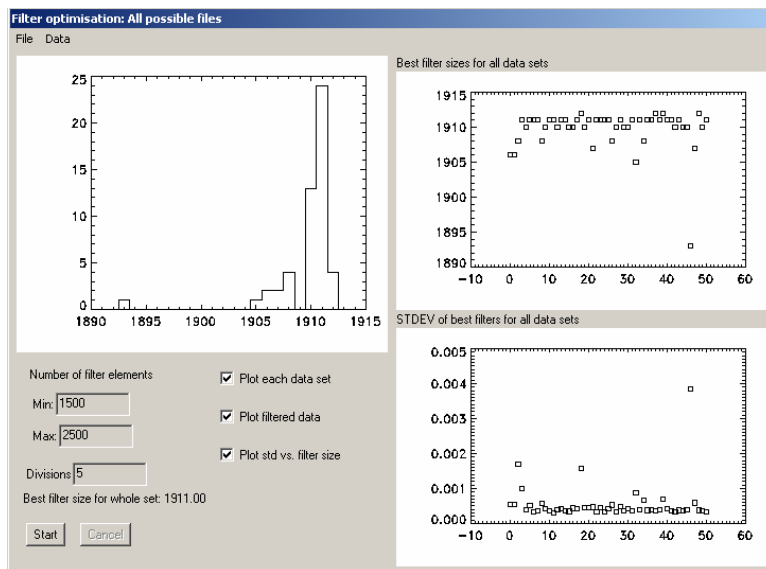 Filter optimisation: All possible files
File Data
25
20
15
10
5
0
1890 1895 1900 1905 1910 1915
Best filter sizes for all data sets
1915
1910
1905
1900
1895
1890
-10 0 10 20 30 40 50 60
STDEV of best filters for all data sets
0.005
0.004
0.003
0.002
0.001
0.000
-10 0 10 20 30 40 50 60
Number of filter elements
Min: 1500
Max: 2500
Divisions 5
Plot each data set
Plot filtered data
Plot std vs. filter size
Best filter size for whole set: 1911.00
Start Cancel